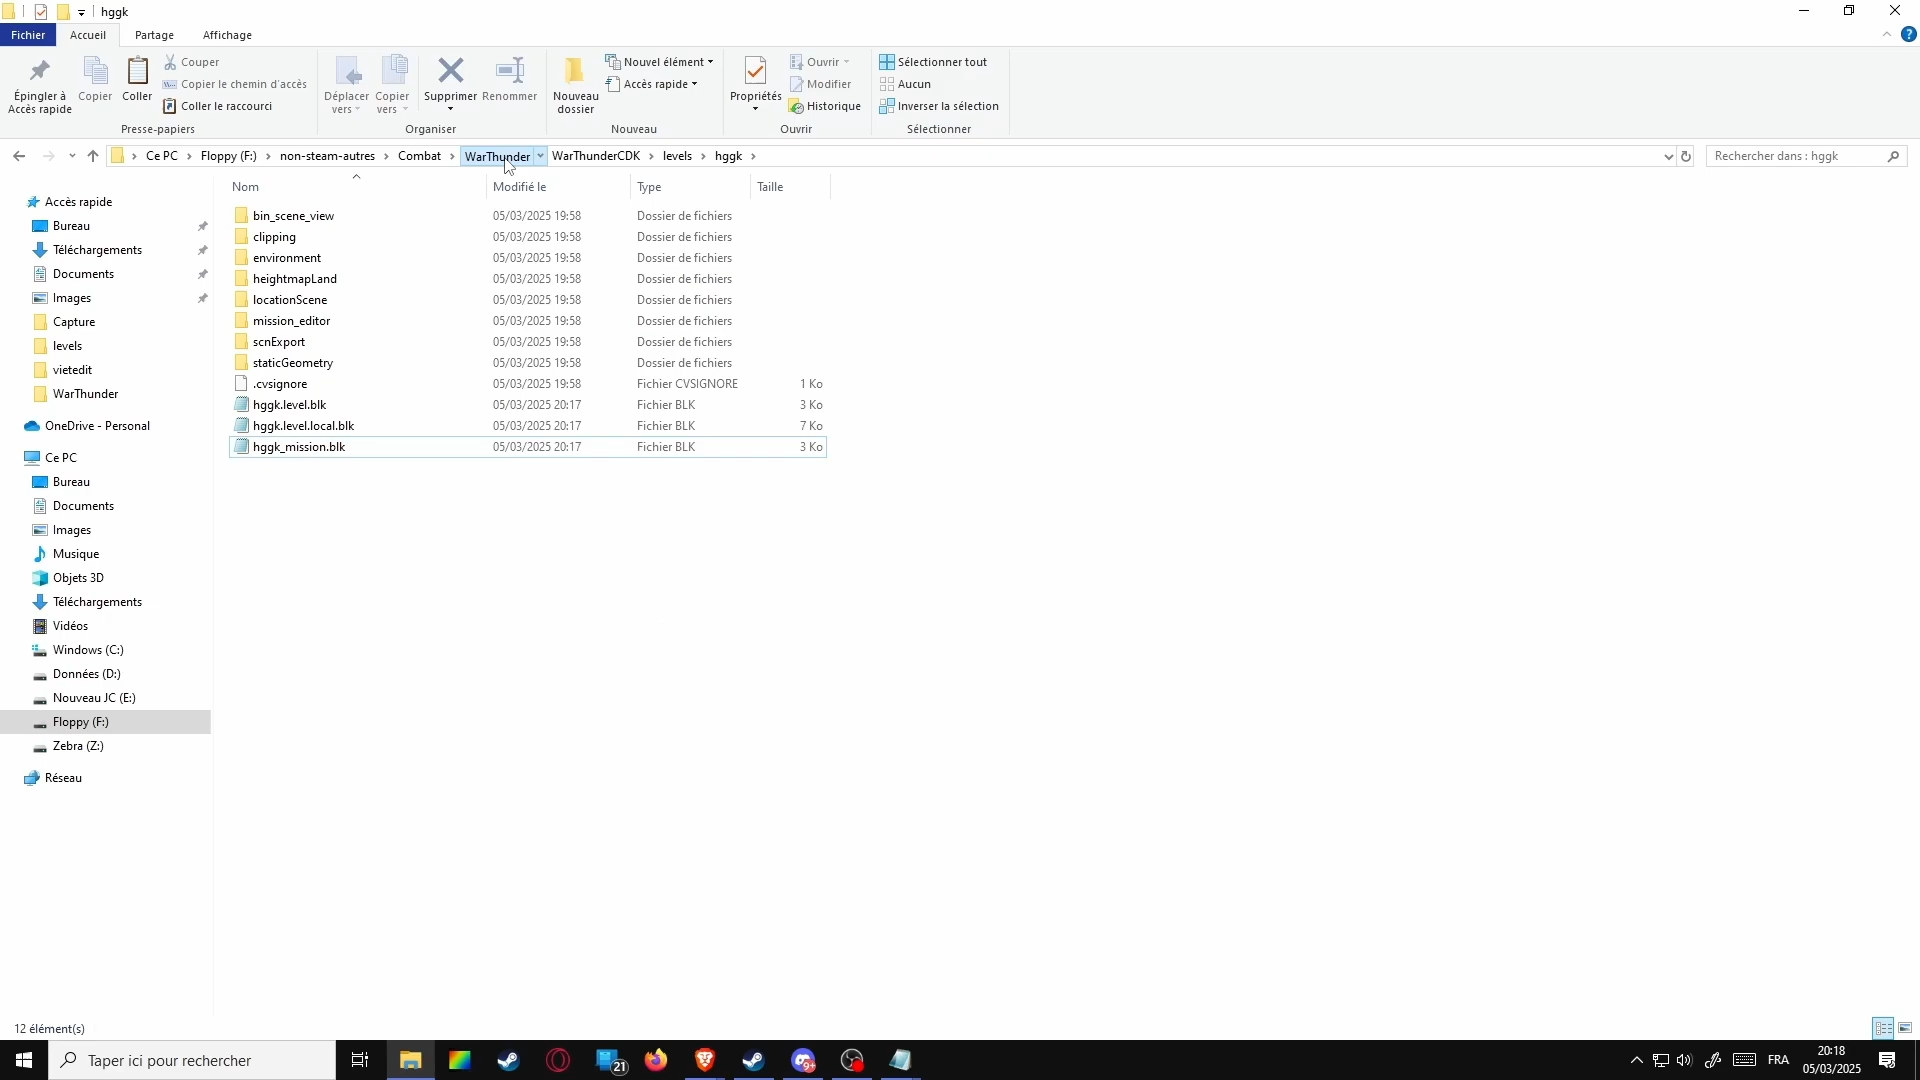 hggk
Fichier Accueil Partage Affichage
Épingler à
Accès rapide
Copier
Coller
Couper
Copier le chemin d'accès
Coller le raccourci
Presse-papiers
Déplacer
vers
Copier
vers
Supprimer
Renommer
Organiser
Nouveau
dossier
Nouvel élément
Accès rapide
Nouveau
Propriétés
Ouvrir
Modifier
Historique
Ouvrir
Sélectionner tout
Aucun
Inverser la sélection
Sélectionner
Ce PC > Floppy (F:) > non-steam-autres > Combat > WarThunder WarThunderCDK > levels > hggk >
Rechercher dans : hggk
Nom Modifié le Type Taille
bin_scene_view 05/03/2025 19:58 Dossier de fichiers
clipping 05/03/2025 19:58 Dossier de fichiers
environment 05/03/2025 19:58 Dossier de fichiers
heightmapLand 05/03/2025 19:58 Dossier de fichiers
locationScene 05/03/2025 19:58 Dossier de fichiers
mission_editor 05/03/2025 19:58 Dossier de fichiers
scnExport 05/03/2025 19:58 Dossier de fichiers
staticGeometry 05/03/2025 19:58 Dossier de fichiers
.cvsignore 05/03/2025 19:58 Fichier CVSIGNORE 1 Ko
hggk.level.blk 05/03/2025 20:17 Fichier BLK 3 Ko
hggk.level.local.blk 05/03/2025 20:17 Fichier BLK 7 Ko
hggk_mission.blk 05/03/2025 20:17 Fichier BLK 3 Ko
Accès rapide
Bureau
Téléchargements
Documents
Images
Capture
levels
vietedit
WarThunder
OneDrive - Personal
Ce PC
Bureau
Documents
Images
Musique
Objets 3D
Téléchargements
Vidéos
Windows (C:)
Données (D:)
Nouveau JC (E:)
Floppy (F:)
Zebra (Z:)
Réseau
12 élément(s)
Taper ici pour rechercher
21
9+
FRA
20:18
05/03/2025